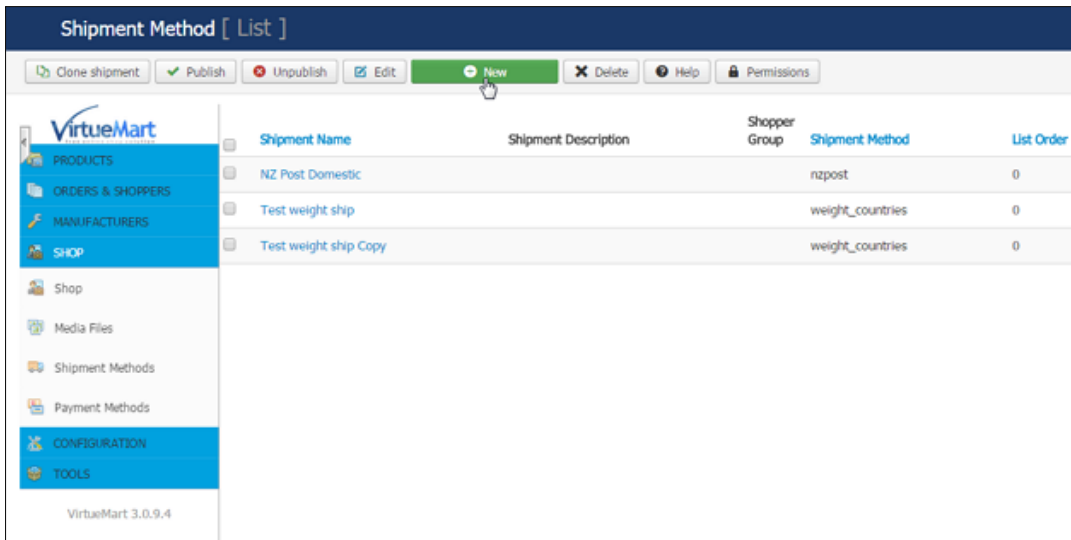 Shipment Method [ List ]
Clone shipment Publish Unpublish Edit New Delete Help Permissions
VirtueMart
PRODUCTS
ORDERS & SHOPPERS
MANUFACTURERS
SHOP
Shop
Media Files
Shipment Methods
Payment Methods
CONFIGURATION
TOOLS
VirtueMart 3.0.9.4
Shipment Name Shipment Description Shopper Group Shipment Method List Order
NZ Post Domestic nzpost 0
Test weight ship weight_countries 0
Test weight ship Copy weight_countries 0